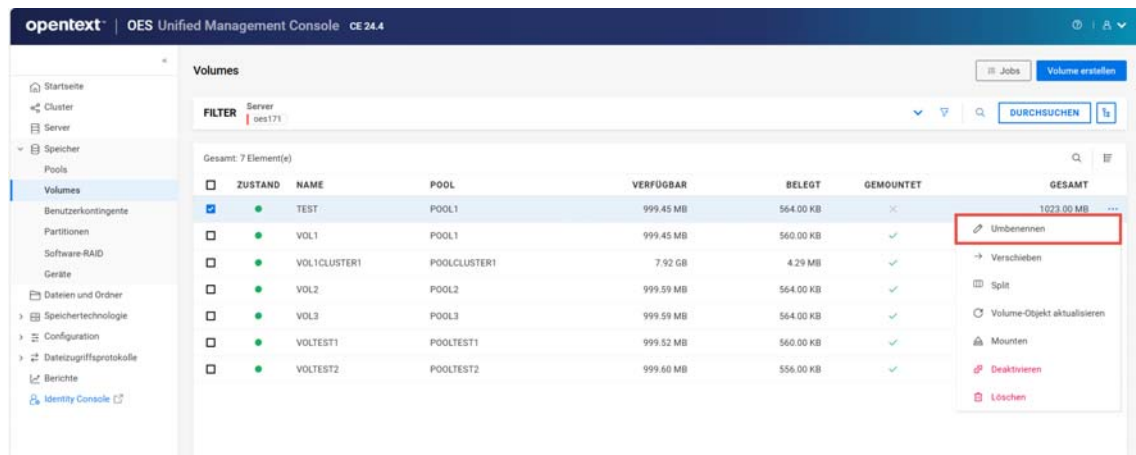 opentext™ | OES Unified Management Console CE 24.4
Volumes
Jobs
Volume erstellen
FILTER
Server
oes171
DURCHSUCHEN
Startseite
Cluster
Server
Speicher
Pools
Volumes
Benutzerkontingente
Partitionen
Software-RAID
Geräte
Dateien und Ordner
Speichertechnologie
Configuration
Dateizugriffsprotokolle
Berichte
Identity Console
Gesamt: 7 Element(e)
ZUSTAND NAME POOL VERFÜGBAR BELEGT GEMOUNTET GESAMT
TEST POOL1 999.45 MB 564.00 KB 1023.00 MB ...
VOL1 POOL1 999.45 MB 560.00 KB
VOL1CLUSTER1 POOLCLUSTER1 7.92 GB 4.29 MB
VOL2 POOL2 999.59 MB 564.00 KB
VOL3 POOL3 999.59 MB 564.00 KB
VOLTEST1 POOLTEST1 999.52 MB 560.00 KB
VOLTEST2 POOLTEST2 999.60 MB 556.00 KB
Umbenennen
Verschieben
Split
Volume-Objekt aktualisieren
Mounten
Deaktivieren
Löschen